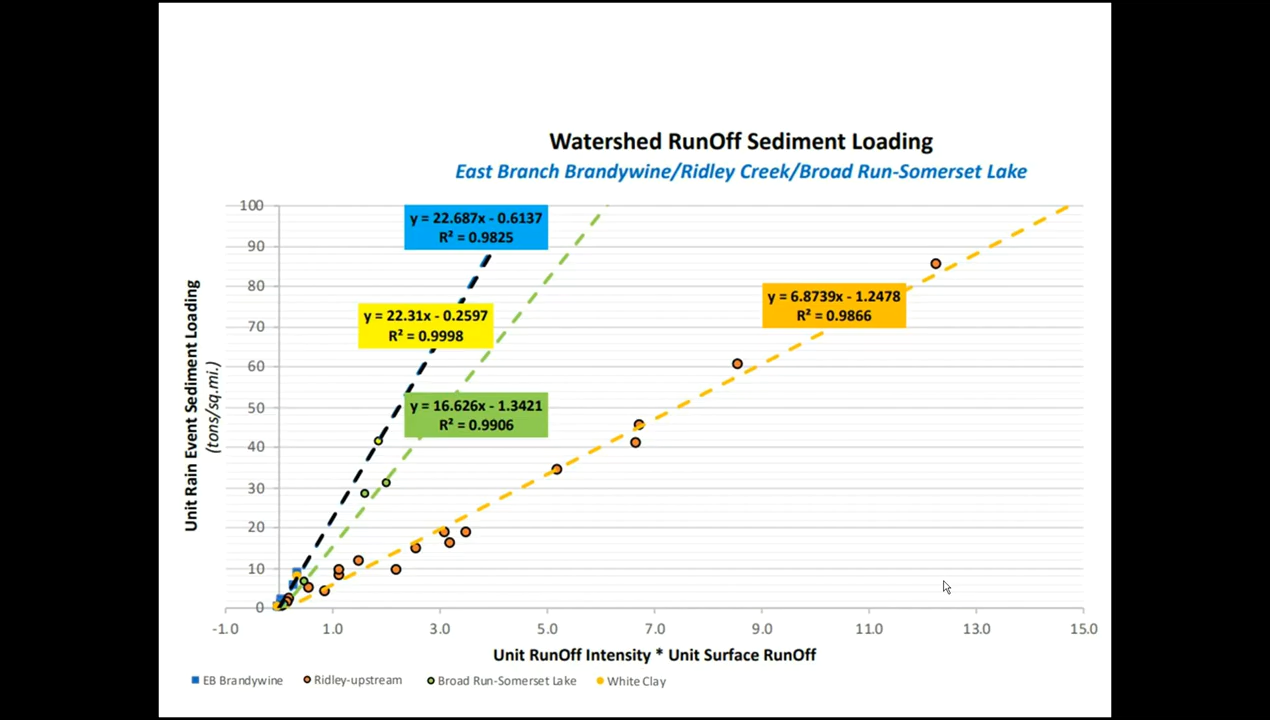 Watershed RunOff Sediment Loading
East Branch Brandywine/Ridley Creek/Broad Run-Somerset Lake
Unit Rain Event Sediment Loading
(tons/sq.mi.)
100
90
80
70
60
50
40
30
20
10
0
y = 22.687x - 0.6137
R² = 0.9825
y = 22.31x - 0.2597
R² = 0.9998
y = 16.626x - 1.3421
R² = 0.9906
y = 6.8739x - 1.2478
R² = 0.9866
-1.0 1.0 3.0 5.0 7.0 9.0 11.0 13.0 15.0
Unit RunOff Intensity * Unit Surface RunOff
EB Brandywine Ridley-upstream Broad Run-Somerset Lake White Clay